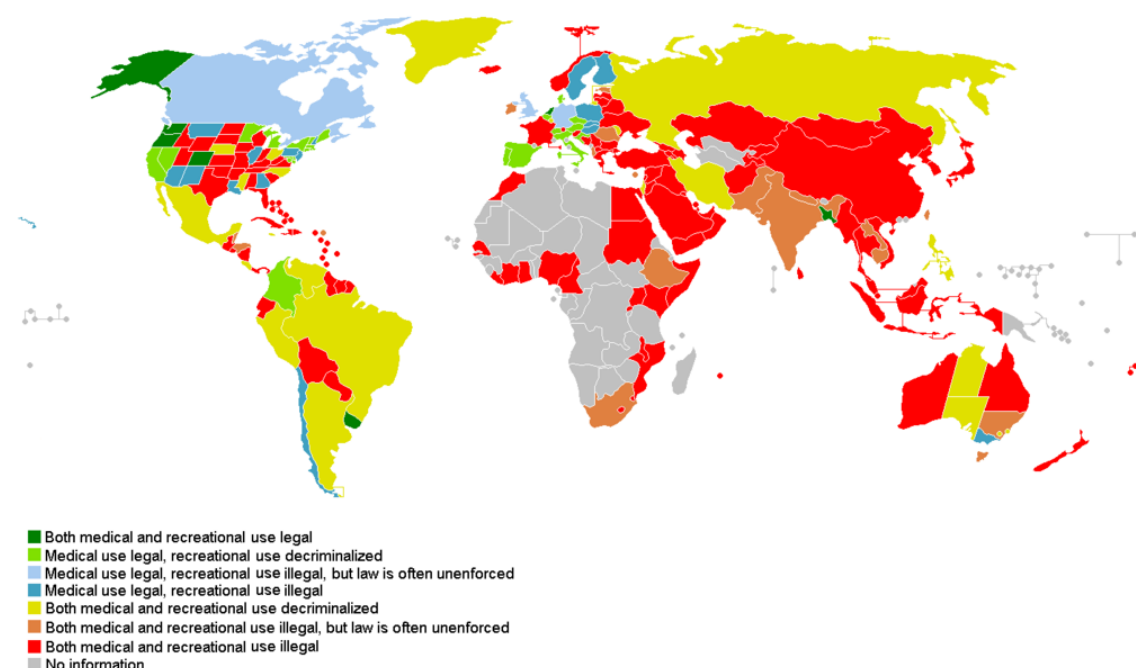 Both medical and recreational use legal
Medical use legal, recreational use decriminalized
Medical use legal, recreational use illegal, but law is often unenforced
Medical use legal, recreational use illegal
Both medical and recreational use decriminalized
Both medical and recreational use illegal, but law is often unenforced
Both medical and recreational use illegal
No information